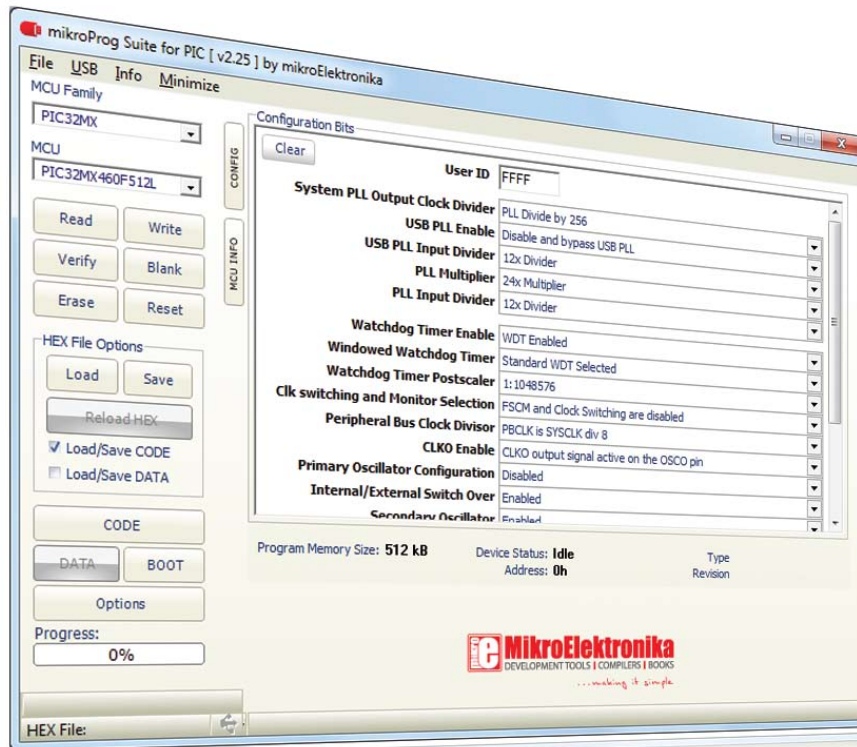 mikroProg Suite for PIC [ v2.25 ] by mikroElektronika
File USB Info Minimize
MCU Family
PIC32MX
MCU
PIC32MX460F512L
Read Write
Verify Blank
Erase Reset
HEX File Options
Load Save
Reload HEX
Load/Save CODE
Load/Save DATA
CODE
DATA BOOT
Options
Progress:
0%
HEX File:
CONFIG
MCU INFO
Configuration Bits
Clear
User ID FFFF
System PLL Output Clock Divider PLL Divide by 256
USB PLL Enable Disable and bypass USB PLL
USB PLL Input Divider 12x Divider
PLL Multiplier 24x Multiplier
PLL Input Divider 12x Divider
Watchdog Timer Enable WDT Enabled
Windowed Watchdog Timer Standard WDT Selected
Watchdog Timer Postscaler 1:1048576
Clk switching and Monitor Selection FSCM and Clock Switching are disabled
Peripheral Bus Clock Divisor PBCLK is SYSCLK div 8
CLKO Enable CLKO output signal active on the OSCO pin
Primary Oscillator Configuration Disabled
Internal/External Switch Over Enabled
Secondary Oscillator Enabled
Program Memory Size: 512 kB Device Status: Idle Type
Address: 0h Revision
MikroElektronika
DEVELOPMENT TOOLS | COMPILERS | BOOKS
...making it simple